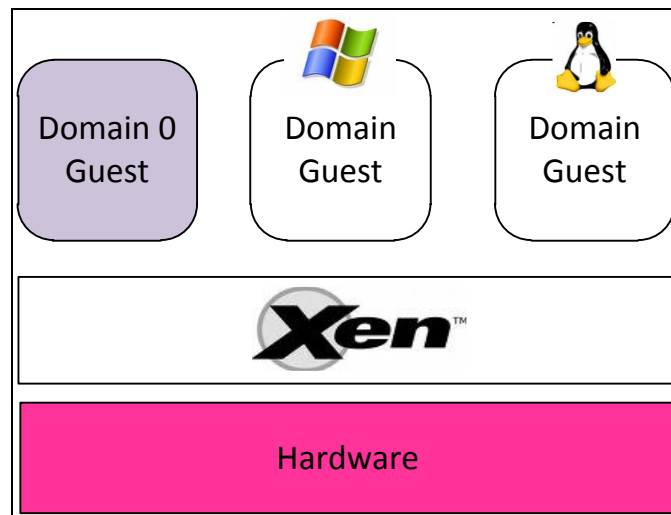 Domain 0
Guest
Domain
Guest
Domain
Guest
Xen™
Hardware